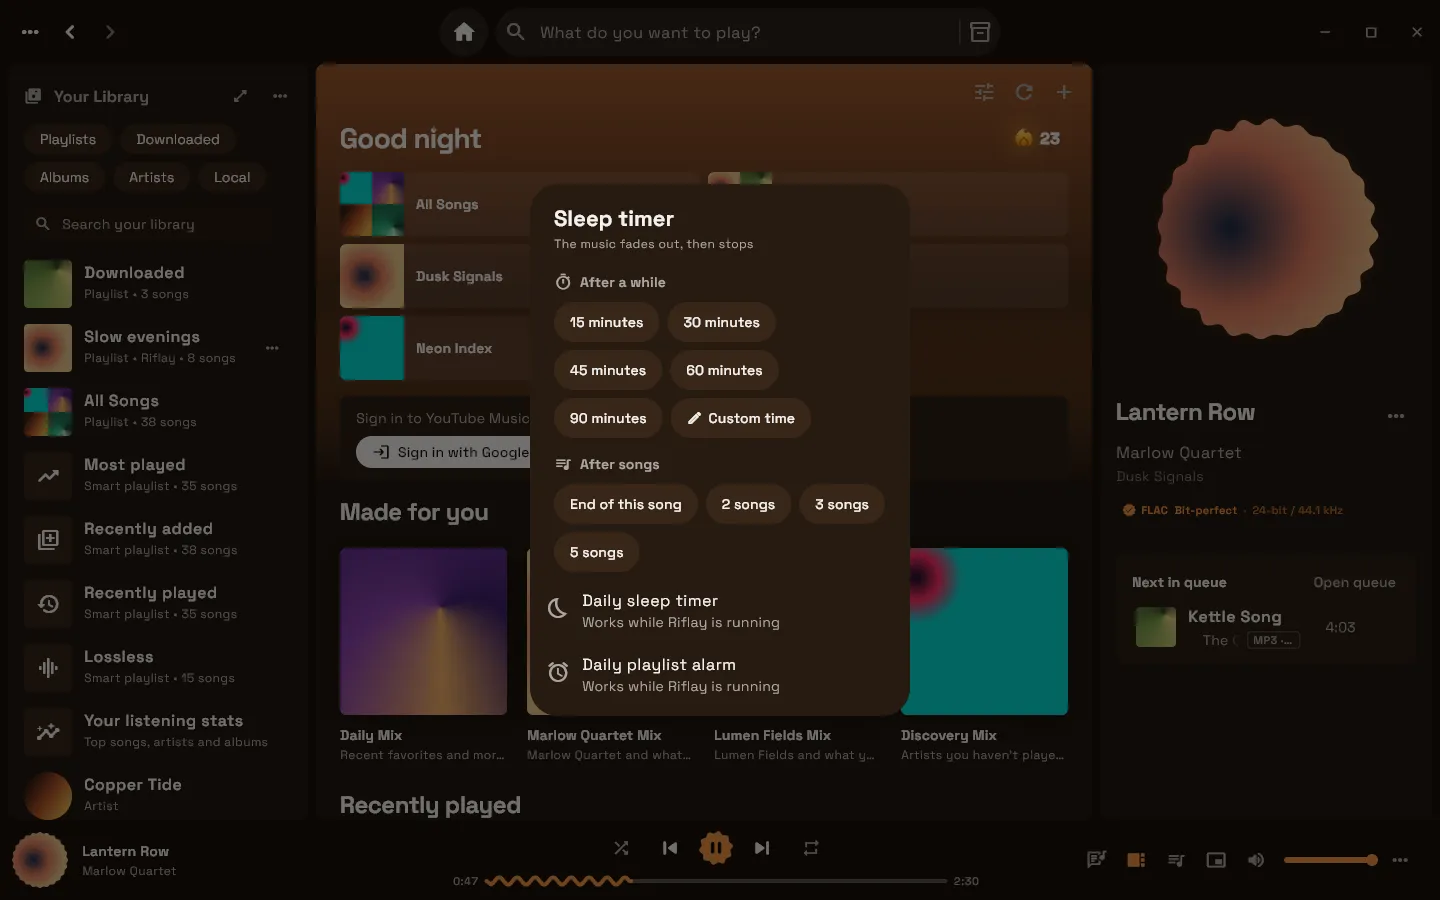 What do you want to play?
Your Library
Playlists
Downloaded
Albums
Artists
Local
Search your library
Downloaded
Playlist • 3 songs
Slow evenings
Playlist • Riflay • 8 songs
All Songs
Playlist • 38 songs
Most played
Smart playlist • 35 songs
Recently added
Smart playlist • 38 songs
Recently played
Smart playlist • 35 songs
Lossless
Smart playlist • 15 songs
Your listening stats
Top songs, artists and albums
Copper Tide
Artist
Good night
23
All Songs
Dusk Signals
Neon Index
Sign in to YouTube Music
Sign in with Google
Made for you
Daily Mix
Recent favorites and mor...
Marlow Quartet Mix
Marlow Quartet and what...
Lumen Fields Mix
Lumen Fields and what y...
Discovery Mix
Artists you haven't playe...
Recently played
Sleep timer
The music fades out, then stops
After a while
15 minutes
30 minutes
45 minutes
60 minutes
90 minutes
Custom time
After songs
End of this song
2 songs
3 songs
5 songs
Daily sleep timer
Works while Riflay is running
Daily playlist alarm
Works while Riflay is running
Lantern Row
Marlow Quartet
Dusk Signals
FLAC Bit-perfect · 24-bit / 44.1 kHz
Next in queue
Open queue
Kettle Song
The
MP3 ·...
4:03
Lantern Row
Marlow Quartet
0:47
2:30